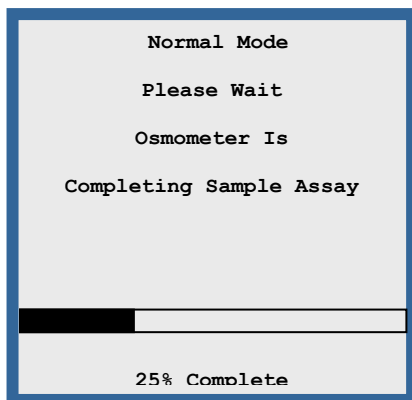 Normal Mode
Please Wait
Osmometer Is
Completing Sample Assay
25% Complete